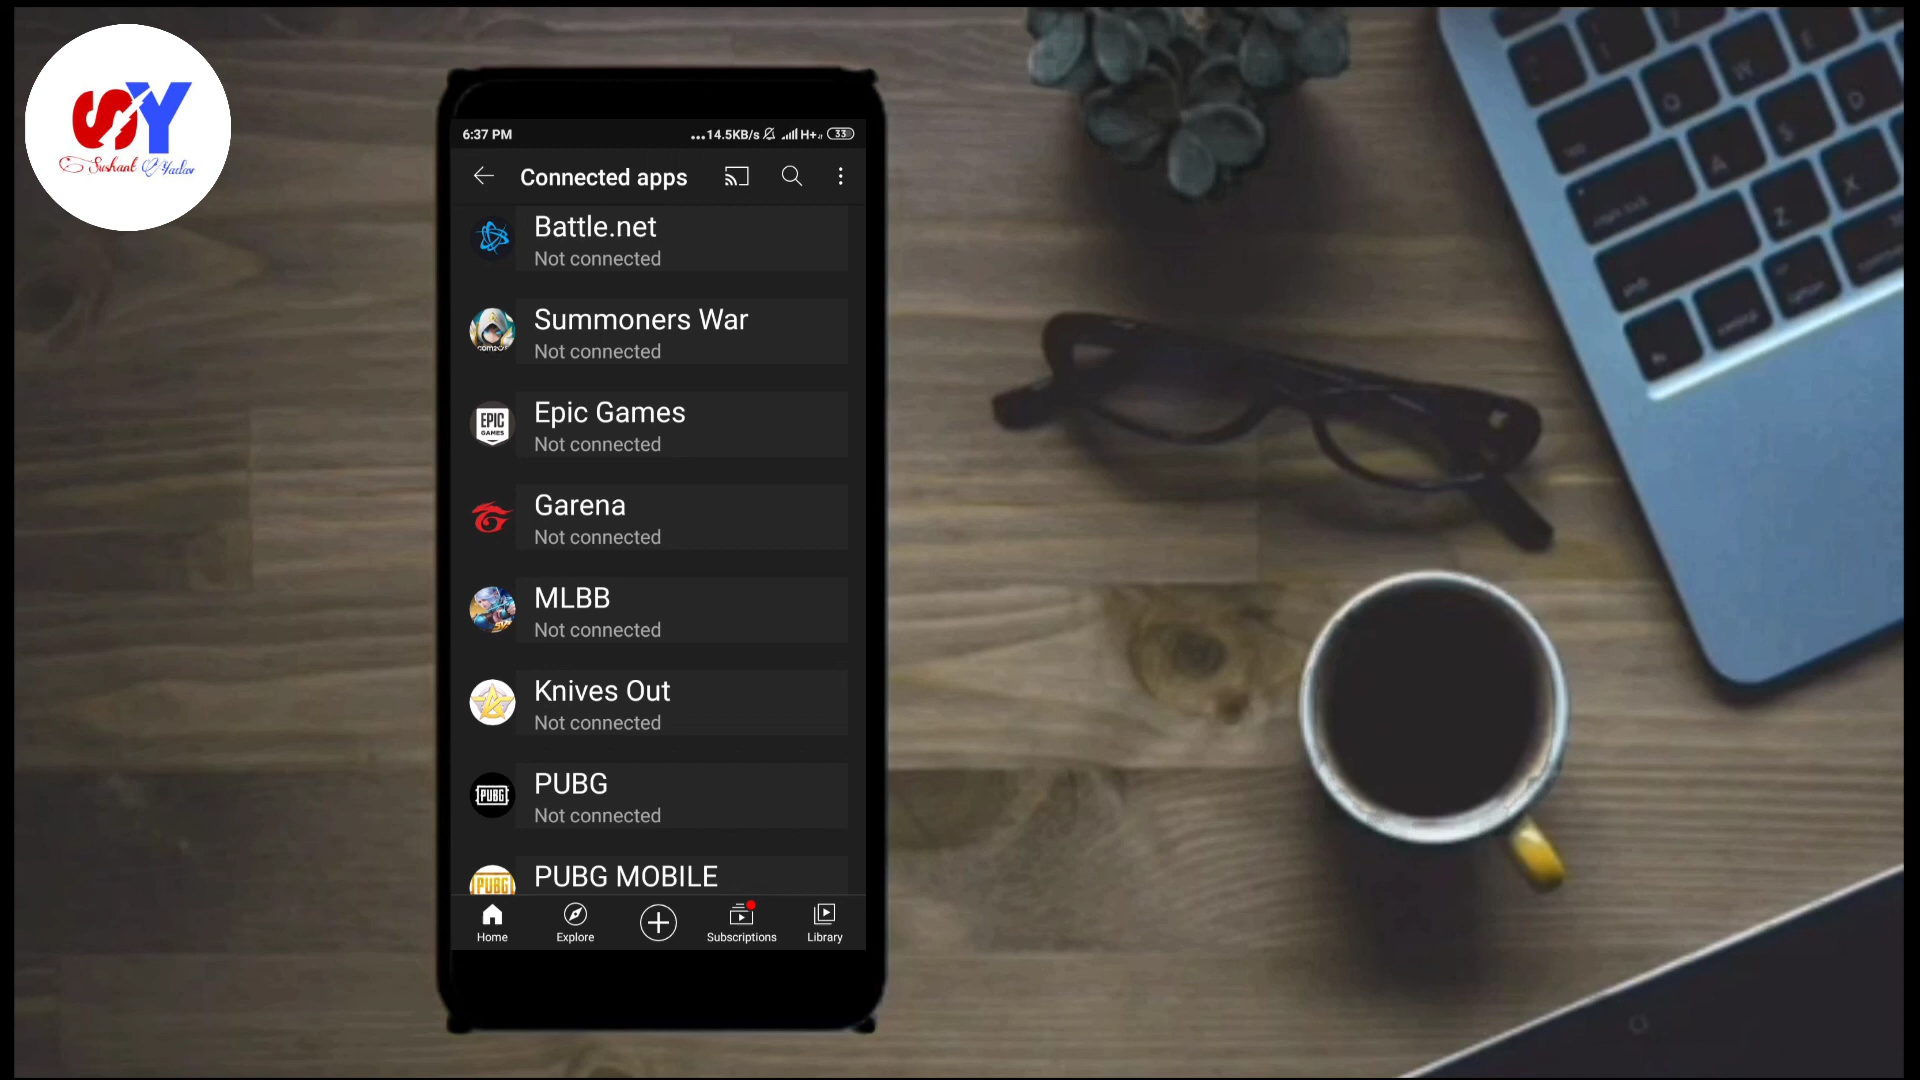 SY
Sushant Yadav
6:37 PM
...14.5KB/s H+ 33
Connected apps
Battle.net
Not connected
Summoners War
Not connected
EPIC
GAMES
Epic Games
Not connected
Garena
Not connected
MLBB
Not connected
Knives Out
Not connected
PUBG
PUBG
Not connected
PUBG
PUBG MOBILE
Home
Explore
Subscriptions
Library
Q
W
E
A
S
D
Z
X